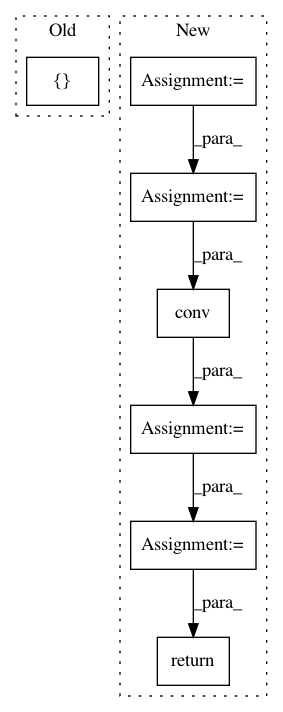 Old
{}
New
Assignment:=
_para_
Assignment:=
_para_
conv
_para_
Assignment:=
_para_
Assignment:=
_para_
return